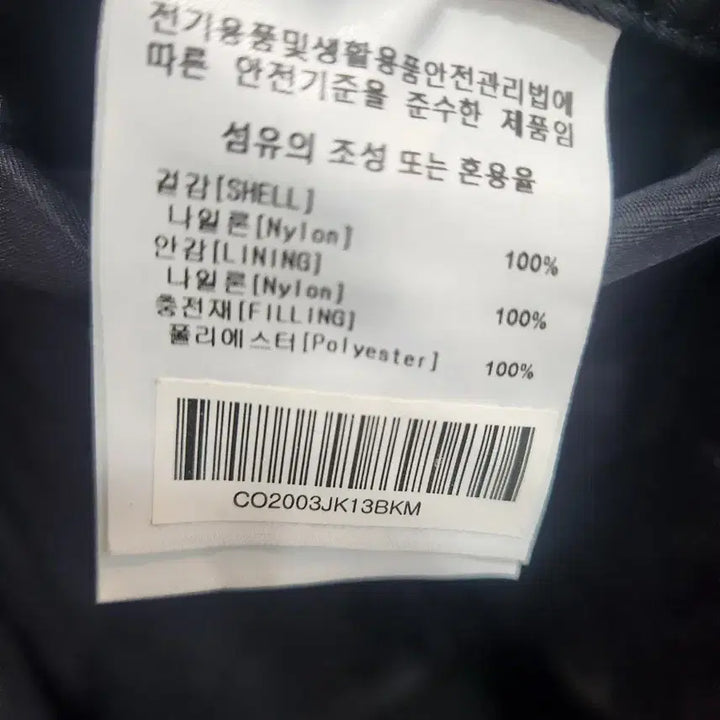 전기용품및생활용품안전관리법에
따른 안전기준을 준수한 제품임
섬유의 조성 또는 혼용율
겉감[SHELL]
나일론[Nylon] 100%
안감[LINING]
나일론[Nylon] 100%
충전재[FILLING]
폴리에스터[Polyester] 100%
CO2003JK13BKM